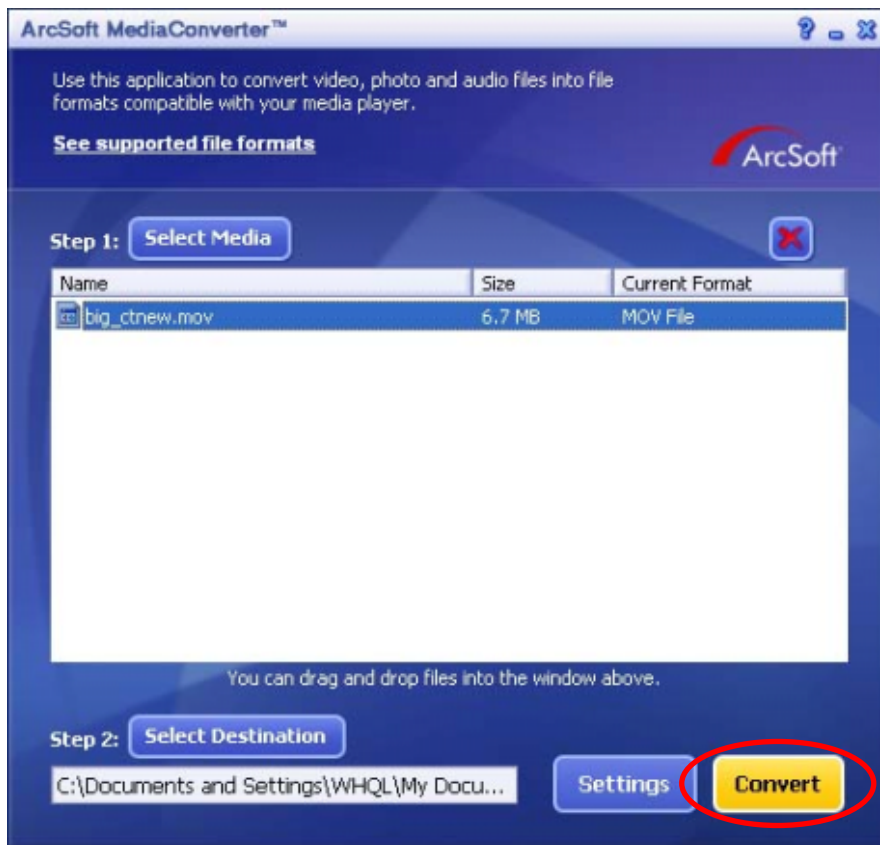 ArcSoft MediaConverter™
Use this application to convert video, photo and audio files into file
formats compatible with your media player.
See supported file formats
ArcSoft
Step 1: Select Media
Name Size Current Format
big_ctnew.mov 6.7 MB MOV File
You can drag and drop files into the window above.
Step 2: Select Destination
C:\Documents and Settings\WHQL\My Docu... Settings Convert